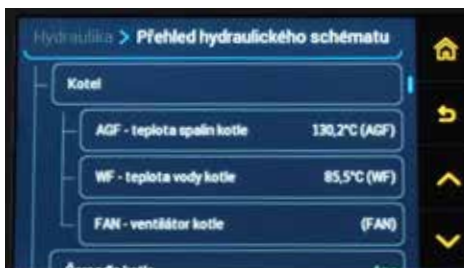 Hydraulika > Přehled hydraulického schématu
Kotel
AGF - teplota spalin kotle 130,2°C (AGF)
WF - teplota vody kotle 85,5°C (WF)
FAN - ventilátor kotle (FAN)